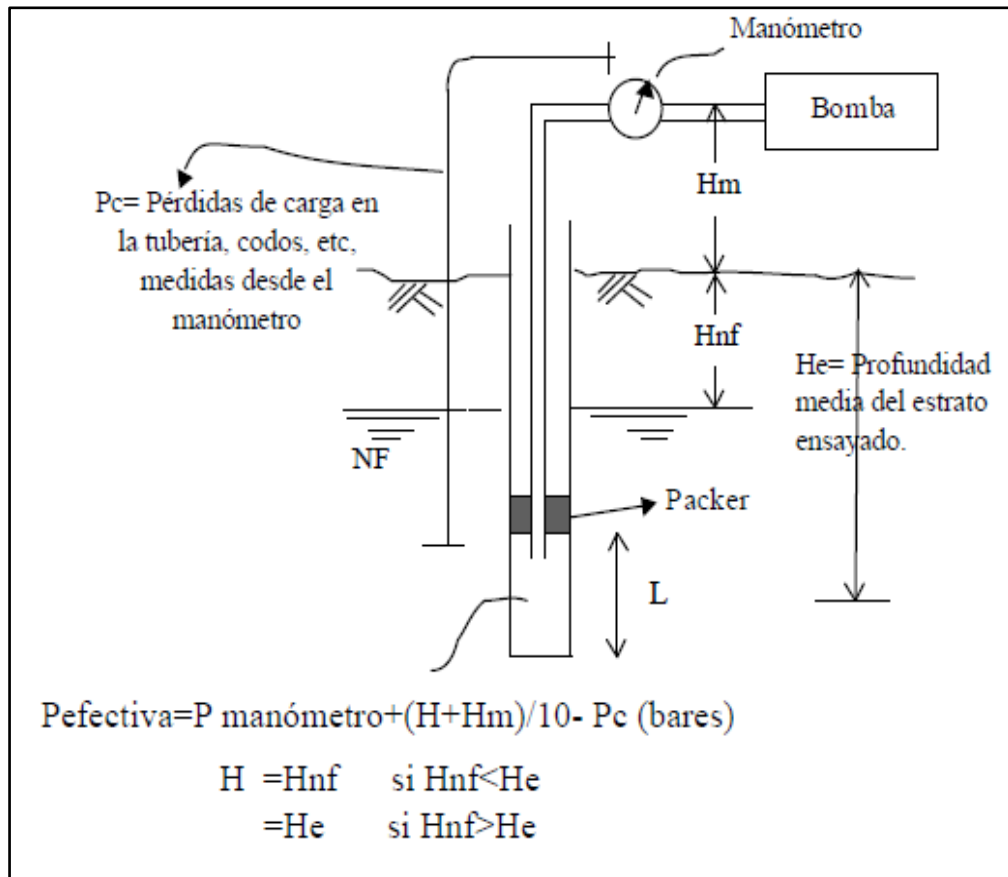 Manómetro
Bomba
Hm
Pc= Pérdidas de carga en
la tubería, codos, etc,
medidas desde el
manómetro
Hnf
He= Profundidad
media del estrato
ensayado.
NF
Packer
L
Pefectiva=P manómetro+(H+Hm)/10- Pc (bares)
H =Hnf si Hnf<He
=He si Hnf>He